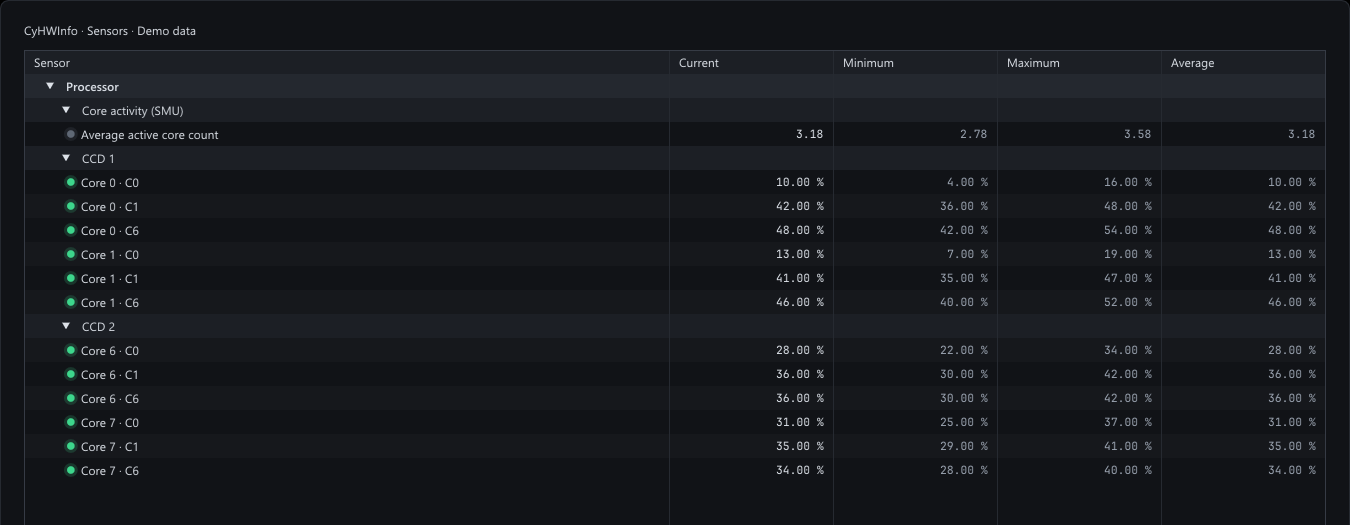 CyHWInfo · Sensors · Demo data
Sensor Current Minimum Maximum Average
Processor
Core activity (SMU)
Average active core count 3.18 2.78 3.58 3.18
CCD 1
Core 0 · C0 10.00 % 4.00 % 16.00 % 10.00 %
Core 0 · C1 42.00 % 36.00 % 48.00 % 42.00 %
Core 0 · C6 48.00 % 42.00 % 54.00 % 48.00 %
Core 1 · C0 13.00 % 7.00 % 19.00 % 13.00 %
Core 1 · C1 41.00 % 35.00 % 47.00 % 41.00 %
Core 1 · C6 46.00 % 40.00 % 52.00 % 46.00 %
CCD 2
Core 6 · C0 28.00 % 22.00 % 34.00 % 28.00 %
Core 6 · C1 36.00 % 30.00 % 42.00 % 36.00 %
Core 6 · C6 36.00 % 30.00 % 42.00 % 36.00 %
Core 7 · C0 31.00 % 25.00 % 37.00 % 31.00 %
Core 7 · C1 35.00 % 29.00 % 41.00 % 35.00 %
Core 7 · C6 34.00 % 28.00 % 40.00 % 34.00 %